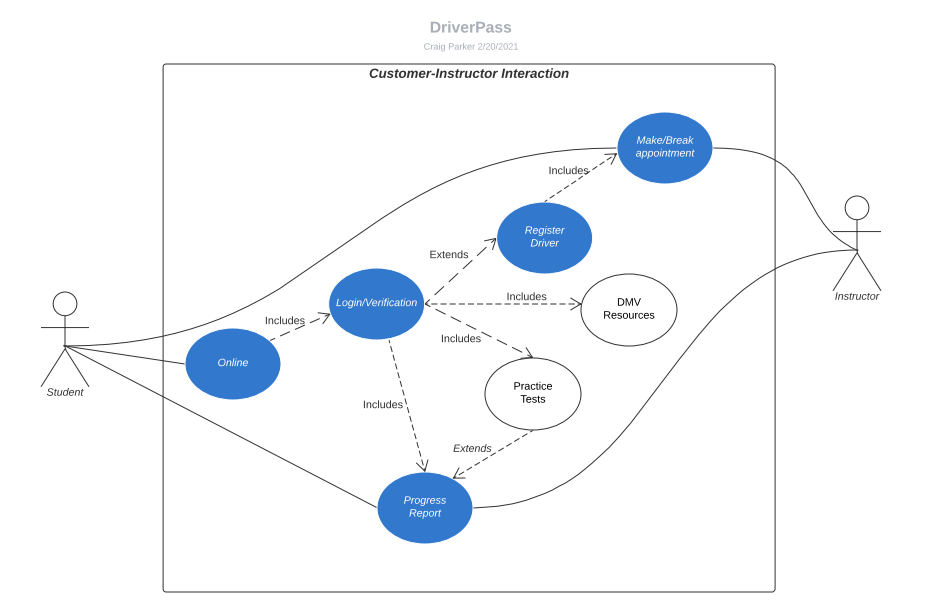 DriverPass
Craig Parker 2/20/2021
Customer-Instructor Interaction
Make/Break
appointment
Includes
Register
Driver
Extends
Includes
DMV
Resources
Login/Verification
Includes
Includes
Online
Instructor
Student
Practice
Tests
Includes
Extends
Progress
Report